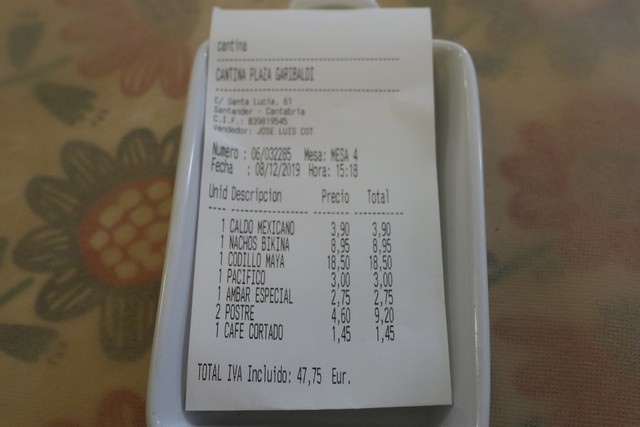 cantina
CANTINA PLAZA GARIBALDI
C/ Santa Lucia, 61
Santander - Cantabria
C.I.F.: B39819545
Vendedor: JOSE LUIS COT
Numero : 06/032285 Mesa: MESA 4
Fecha : 08/12/2019 Hora: 15:18
Unid Descripcion Precio Total
1 CALDO MEXICANO 3,90 3,90
1 NACHOS BIKINA 8,95 8,95
1 CODILLO MAYA 18,50 18,50
1 PACIFICO 3,00 3,00
1 AMBAR ESPECIAL 2,75 2,75
2 POSTRE 4,60 9,20
1 CAFE CORTADO 1,45 1,45
TOTAL IVA Incluido: 47,75 Eur.